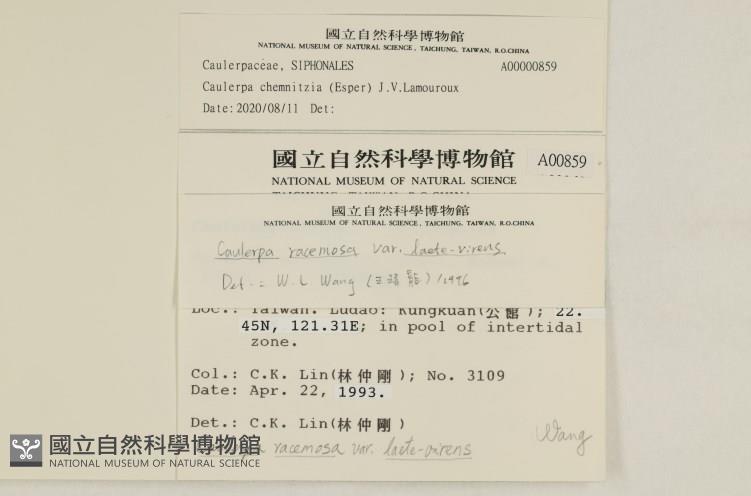 國立自然科學博物館
NATIONAL MUSEUM OF NATURAL SCIENCE, TAICHUNG, TAIWAN, R.O.CHINA
Caulerpaceae, SIPHONALES A00000859
Caulerpa chemnitzia (Esper) J.V.Lamouroux
Date:2020/08/11 Det:
國立自然科學博物館 A00859
NATIONAL MUSEUM OF NATURAL SCIENCE
TAICHUNG, TAIWAN, R.O.CHINA
國立自然科學博物館
NATIONAL MUSEUM OF NATURAL SCIENCE, TAICHUNG, TAIWAN, R.O.CHINA
Caulerpa racemosa var. laete-virens
Det.: W.L Wang (王 龍) 1996
Loc.: Taiwan. Ludao: Kungkuan(公館); 22.
45N, 121.31E; in pool of intertidal
zone.
Col.: C.K. Lin(林仲剛); No. 3109
Date: Apr. 22, 1993.
Det.: C.K. Lin(林仲剛)
Caulerpa racemosa var. laete-virens Wang
國立自然科學博物館
NATIONAL MUSEUM OF NATURAL SCIENCE